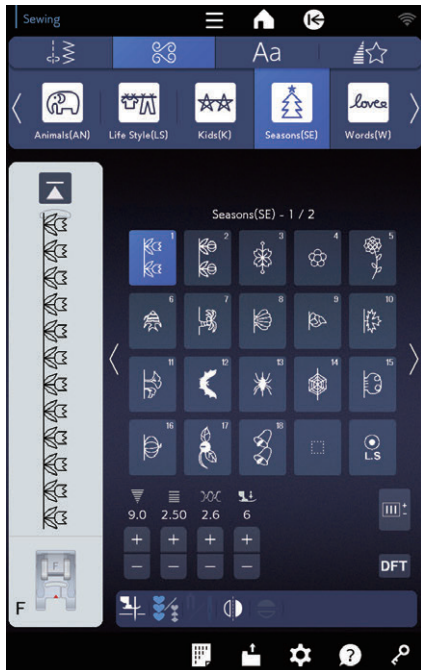 Sewing
Aa
Animals(AN) Life Style(LS) Kids(K) Seasons(SE) Words(W)
love
Seasons(SE) - 1 / 2
1 2 3 4 5
6 7 8 9 10
11 12 13 14 15
16 17 18 L.S
9.0 2.50 2.6 6
+ + + +
- - - -
DFT
F
F
?